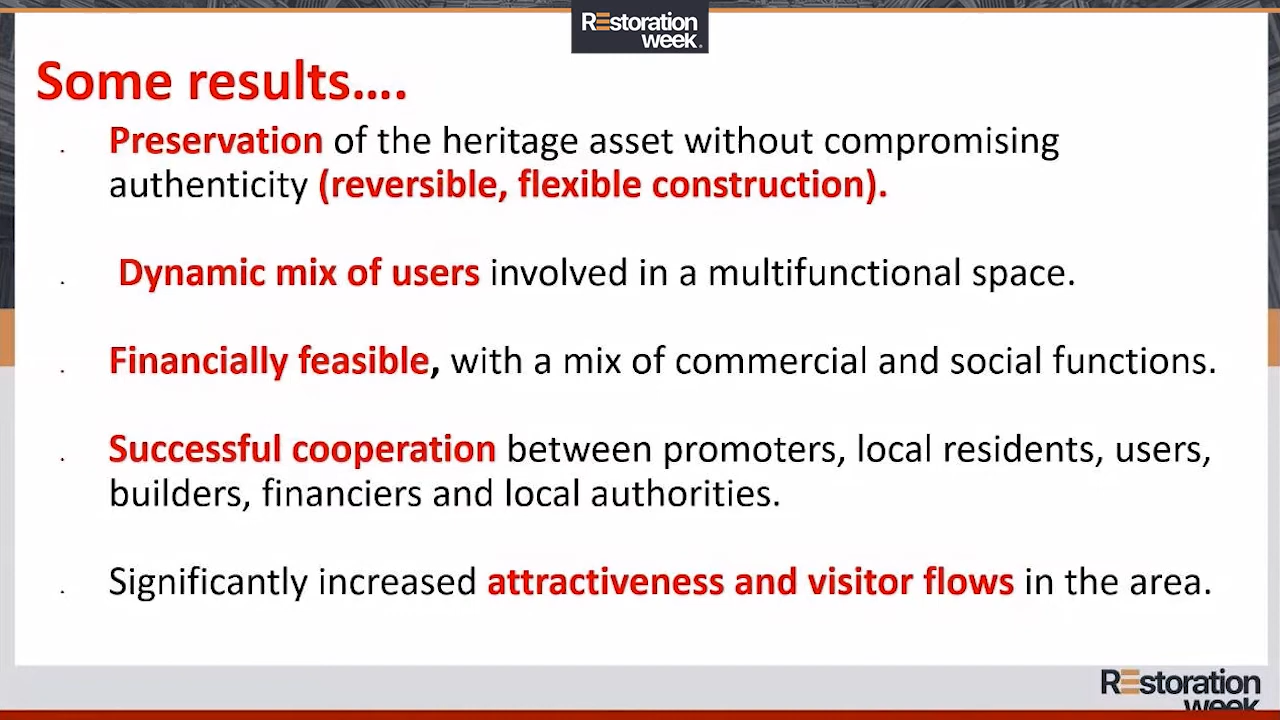 REstoration
week.
Some results....
. Preservation of the heritage asset without compromising
authenticity (reversible, flexible construction).
. Dynamic mix of users involved in a multifunctional space.
. Financially feasible, with a mix of commercial and social functions.
. Successful cooperation between promoters, local residents, users,
builders, financiers and local authorities.
. Significantly increased attractiveness and visitor flows in the area.
REstoration
week